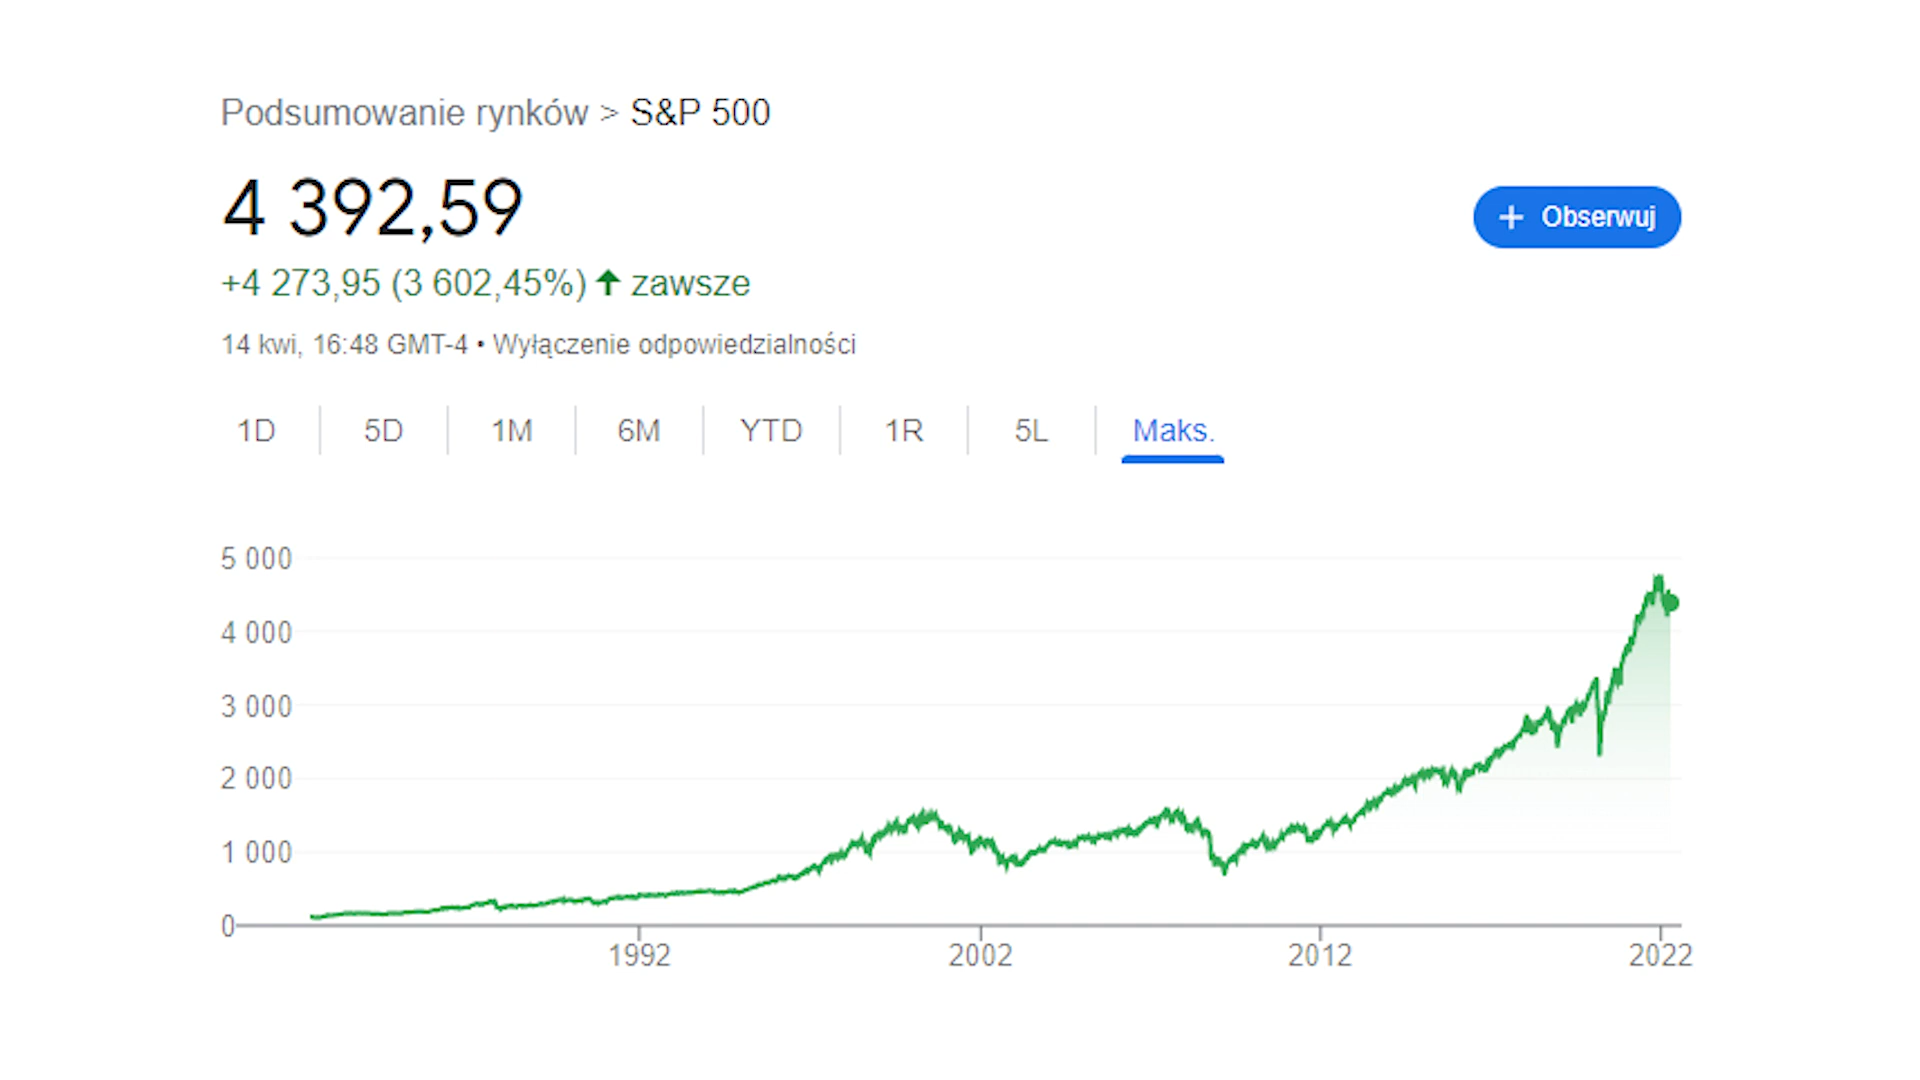 Podsumowanie rynków > S&P 500
4 392,59
+ Obserwuj
+4 273,95 (3 602,45%) ↑ zawsze
14 kwi, 16:48 GMT-4 • Wyłączenie odpowiedzialności
1D 5D 1M 6M YTD 1R 5L Maks.
5 000
4 000
3 000
2 000
1 000
0
1992 2002 2012 2022